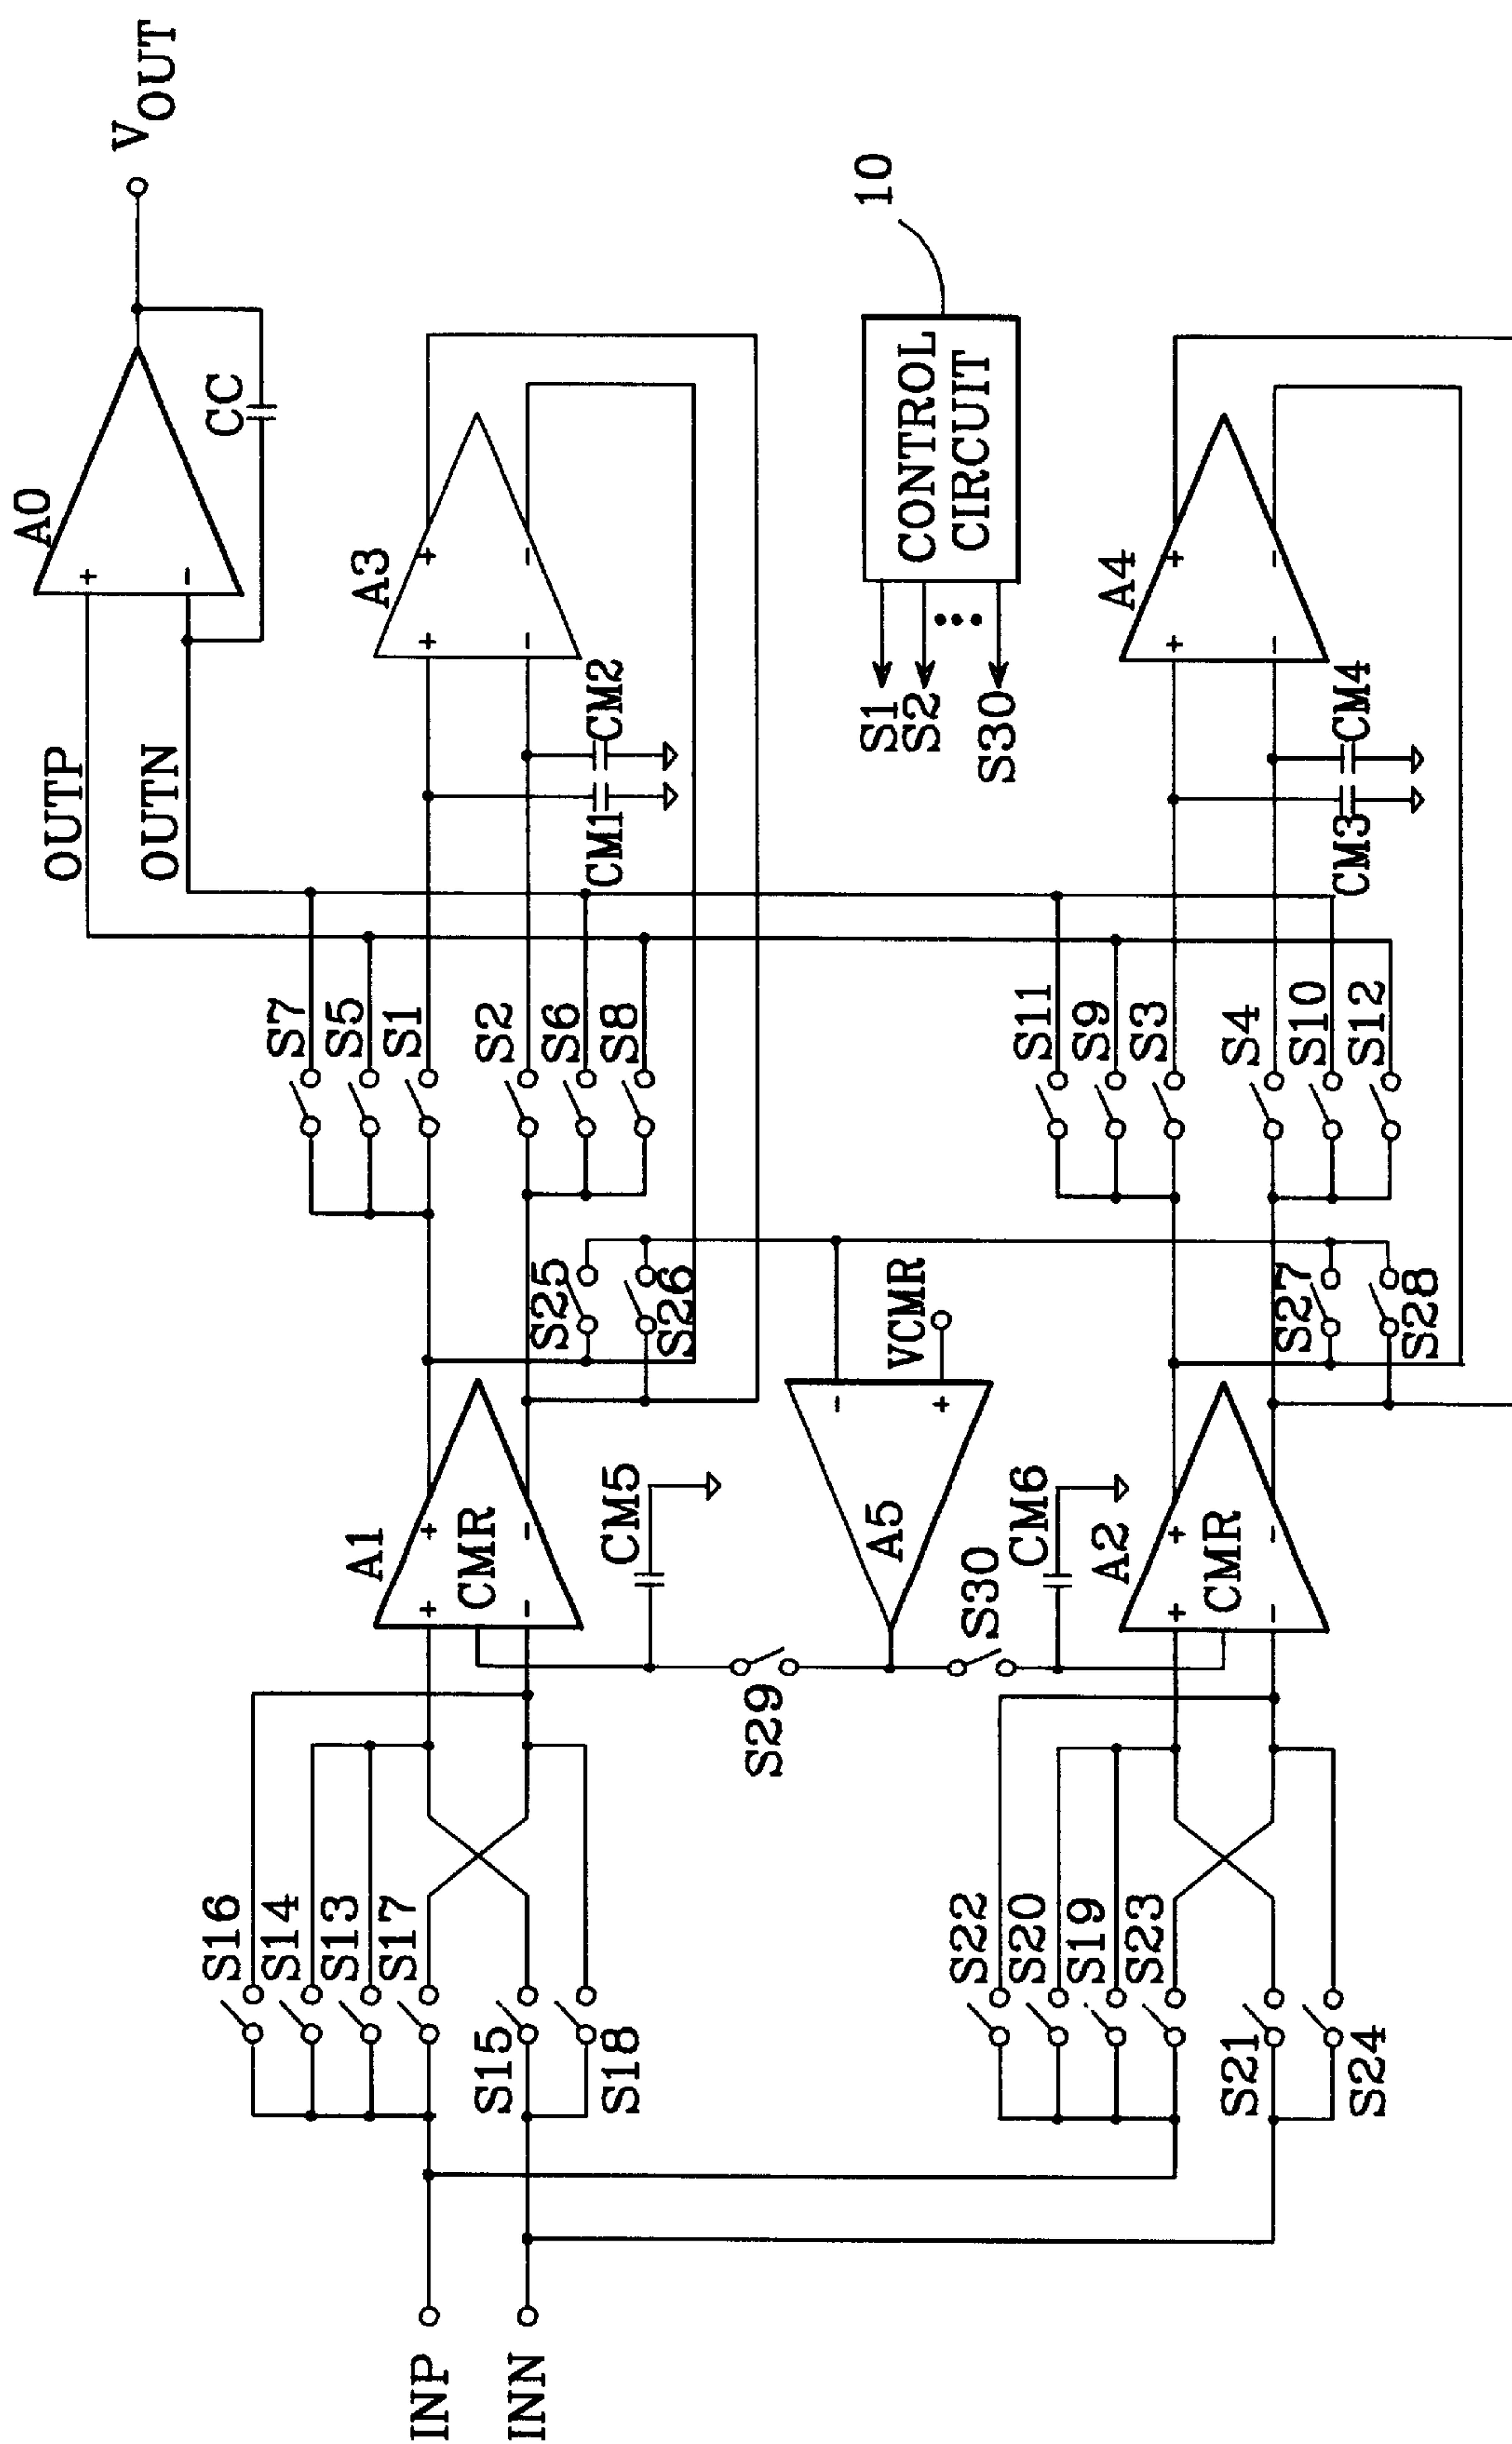 V_OUT
A0
+
-
CC
OUTP
OUTN
S7
S5
S1
S2
S6
S8
A3
+
-
+
-
CM1
CM2
10
CONTROL
CIRCUIT
S1
S2
S30
A1
+
-
CMR
+
-
S16
S14
S13
S17
S15
S18
INP
INN
S25
S26
CM5
S29
A5
-
+
VCMR
S30
CM6
A2
+
-
CMR
+
-
S22
S20
S19
S23
S21
S24
S27
S28
S11
S9
S3
S4
S10
S12
CM3
CM4
A4
+
-
+
-